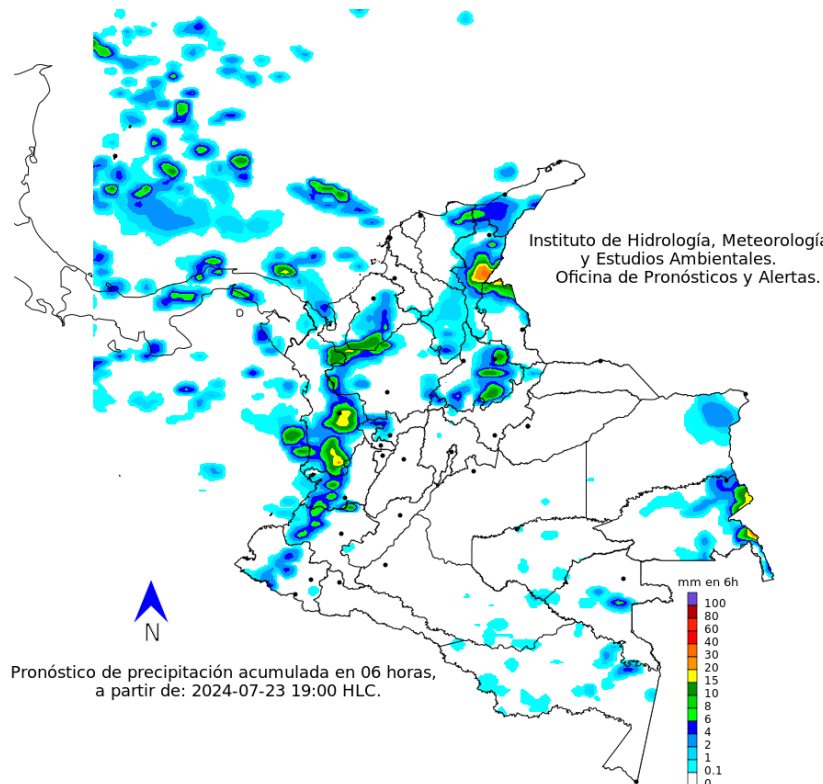 Instituto de Hidrología, Meteorología
y Estudios Ambientales.
Oficina de Pronósticos y Alertas.
N
Pronóstico de precipitación acumulada en 06 horas,
a partir de: 2024-07-23 19:00 HLC.
mm en 6h
100
80
60
40
30
20
15
10
8
6
4
2
1
0.1
0